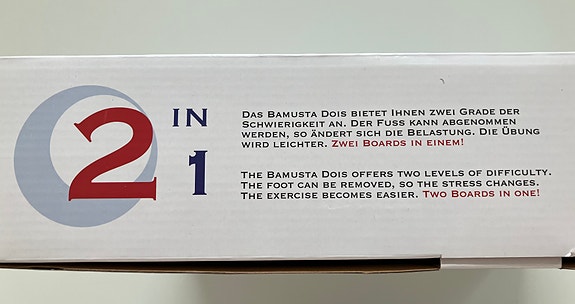 2 IN 1
Das Bamusta Dois bietet Ihnen zwei Grade der
Schwierigkeit an. Der Fuss kann abgenommen
werden, so ändert sich die Belastung. Die Übung
wird leichter. Zwei Boards in einem!
The Bamusta Dois offers two levels of difficulty.
The foot can be removed, so the stress changes.
The exercise becomes easier. Two Boards in one!